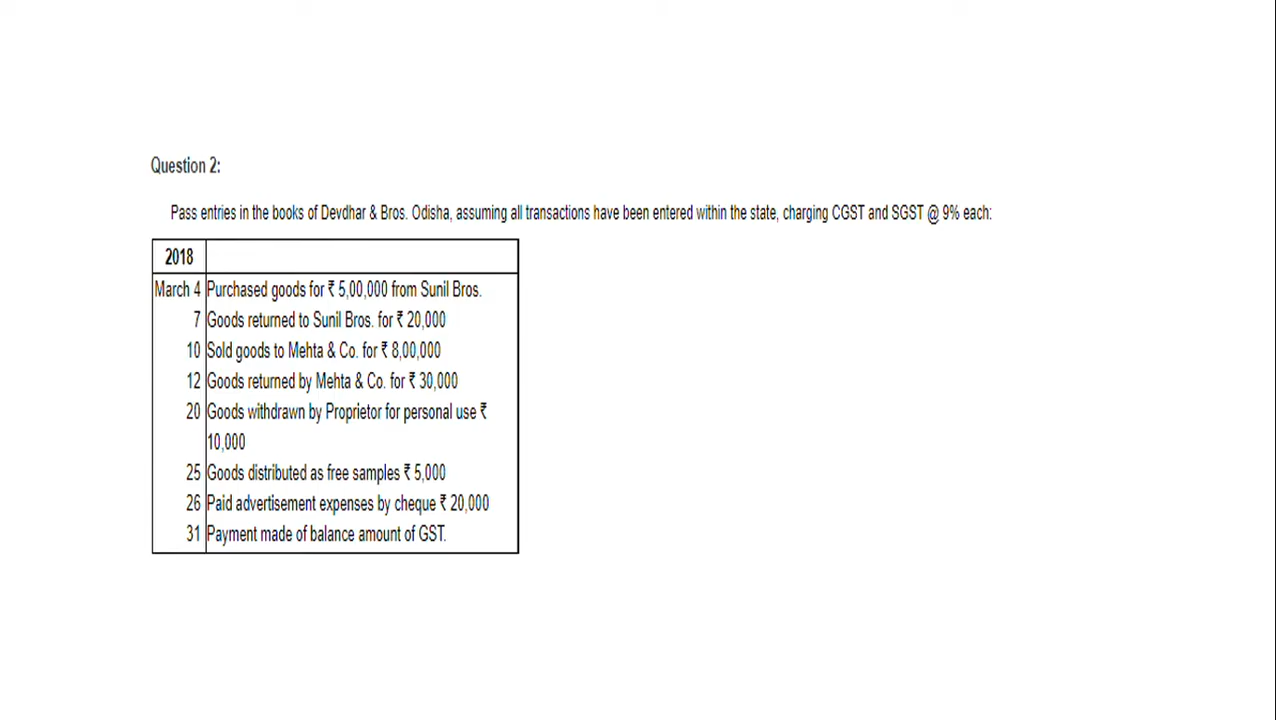 Question 2:
Pass entries in the books of Devdhar & Bros. Odisha, assuming all transactions have been entered within the state, charging CGST and SGST @ 9% each:
2018
March 4 Purchased goods for ₹ 5,00,000 from Sunil Bros.
7 Goods returned to Sunil Bros. for ₹ 20,000
10 Sold goods to Mehta & Co. for ₹ 8,00,000
12 Goods returned by Mehta & Co. for ₹ 30,000
20 Goods withdrawn by Proprietor for personal use ₹
10,000
25 Goods distributed as free samples ₹ 5,000
26 Paid advertisement expenses by cheque ₹ 20,000
31 Payment made of balance amount of GST.